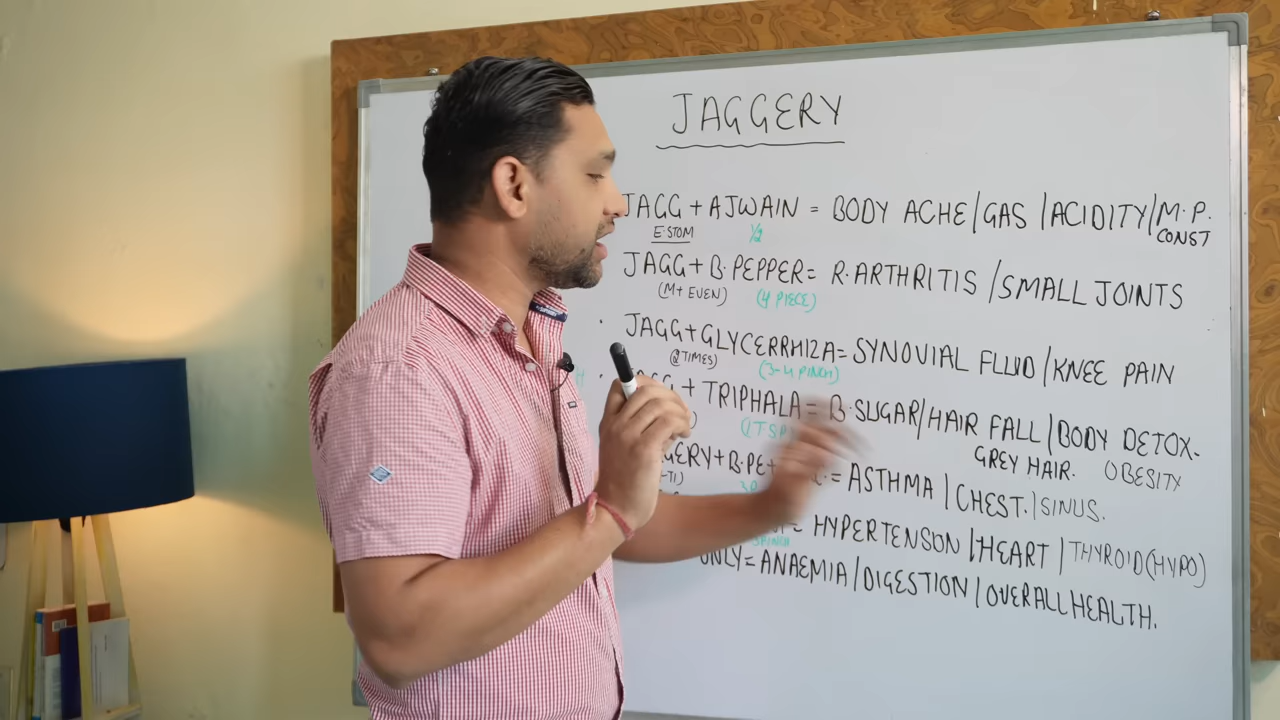 JAGGERY
JAGG + AJWAIN = BODY ACHE/GAS /ACIDITY/M.P.
E.STOM 1/2 CONST
JAGG + B.PEPPER= R.ARTHRITIS /SMALL JOINTS
(M+EVEN) (4 PIECE)
JAGG+GLYCERRHIZA= SYNOVIAL FLUID/KNEE PAIN
(2 TIMES) (3-4 PINCH)
+ TRIPHALA= B.SUGAR/HAIR FALL/BODY DETOX-
GREY HAIR. OBESITY
+B.PE+ = ASTHMA/CHEST./SINUS.
= HYPERTENSON/HEART/THYROID(HYPO)
ONLY=ANAEMIA/DIGESTION/OVERALL HEALTH.